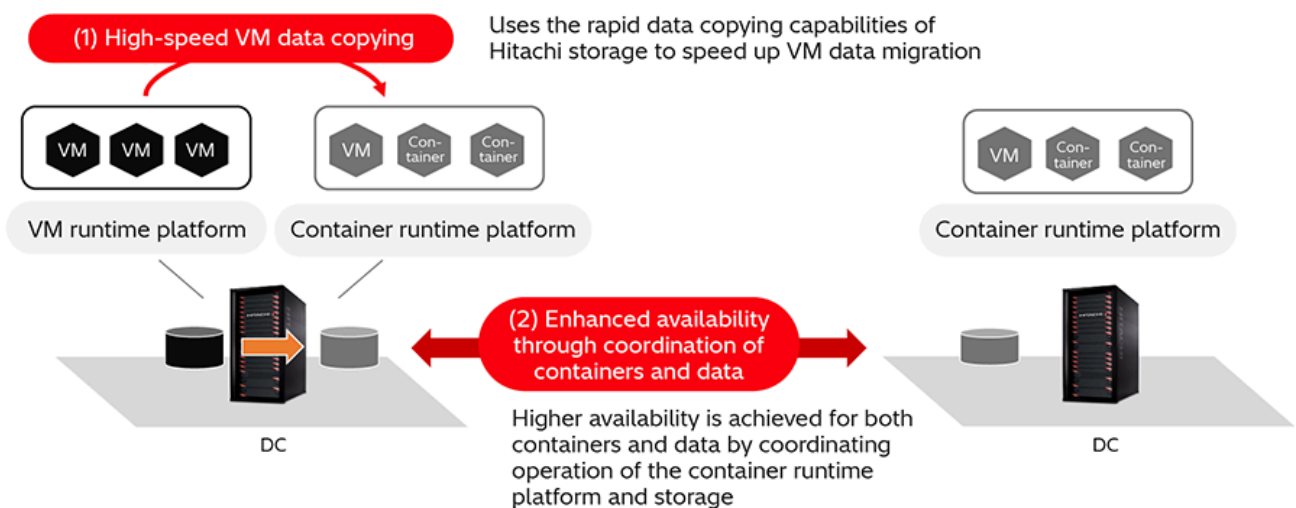 (1) High-speed VM data copying
Uses the rapid data copying capabilities of
Hitachi storage to speed up VM data migration
VM
VM
VM
VM
Con-
tainer
Con-
tainer
VM
Con-
tainer
Con-
tainer
VM runtime platform
Container runtime platform
Container runtime platform
HITACHI
HITACHI
(2) Enhanced availability
through coordination of
containers and data
DC
DC
Higher availability is achieved for both
containers and data by coordinating
operation of the container runtime
platform and storage